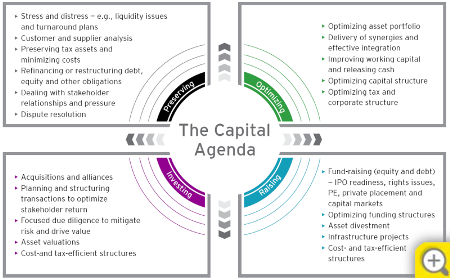 Stress and distress – e.g., liquidity issues
and turnaround plans
Customer and supplier analysis
Preserving tax assets and
minimizing costs
Refinancing or restructuring debt,
equity and other obligations
Dealing with stakeholder
relationships and pressure
Dispute resolution
Optimizing asset portfolio
Delivery of synergies and
effective integration
Improving working capital
and releasing cash
Optimizing capital structure
Optimizing tax and
corporate structure
Preserving
Optimizing
The Capital
Agenda
Investing
Raising
Acquisitions and alliances
Planning and structuring
transactions to optimize
stakeholder return
Focused due diligence to mitigate
risk and drive value
Asset valuations
Cost-and tax-efficient structures
Fund-raising (equity and debt)
– IPO readiness, rights issues,
PE, private placement and
capital markets
Optimizing funding structures
Asset divestment
Infrastructure projects
Cost- and tax-efficient
structures